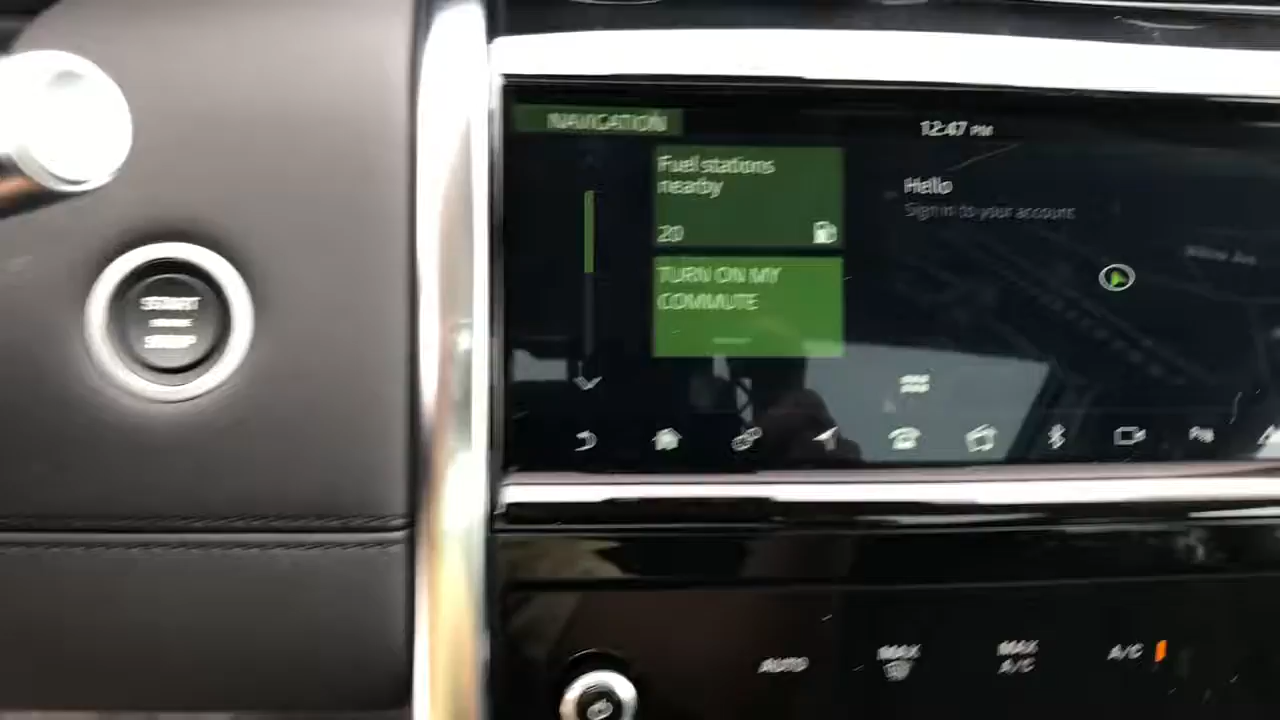 NAVIGATION
12:47 PM
Fuel stations
nearby
20
Hello
Sign in to your account
TURN ON MY
COMMUTE
START
STOP
AUTO
MAX
MAX
A/C
A/C